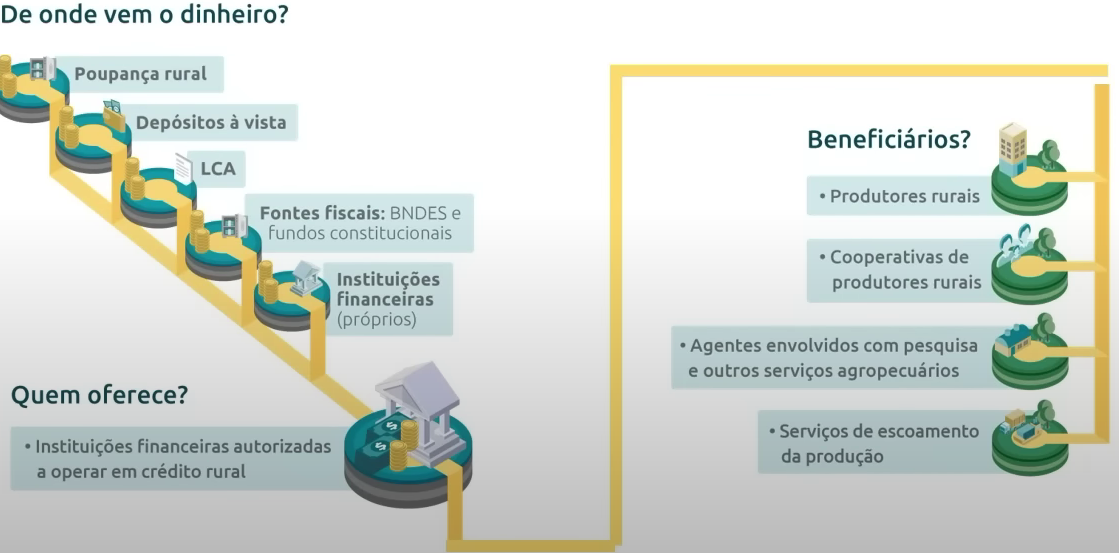 De onde vem o dinheiro?
Poupança rural
Depósitos à vista
LCA
Fontes fiscais: BNDES e
fundos constitucionais
Instituições
financeiras
(próprios)
Quem oferece?
• Instituições financeiras autorizadas
a operar em crédito rural
Beneficiários?
• Produtores rurais
• Cooperativas de
produtores rurais
• Agentes envolvidos com pesquisa
e outros serviços agropecuários
• Serviços de escoamento
da produção